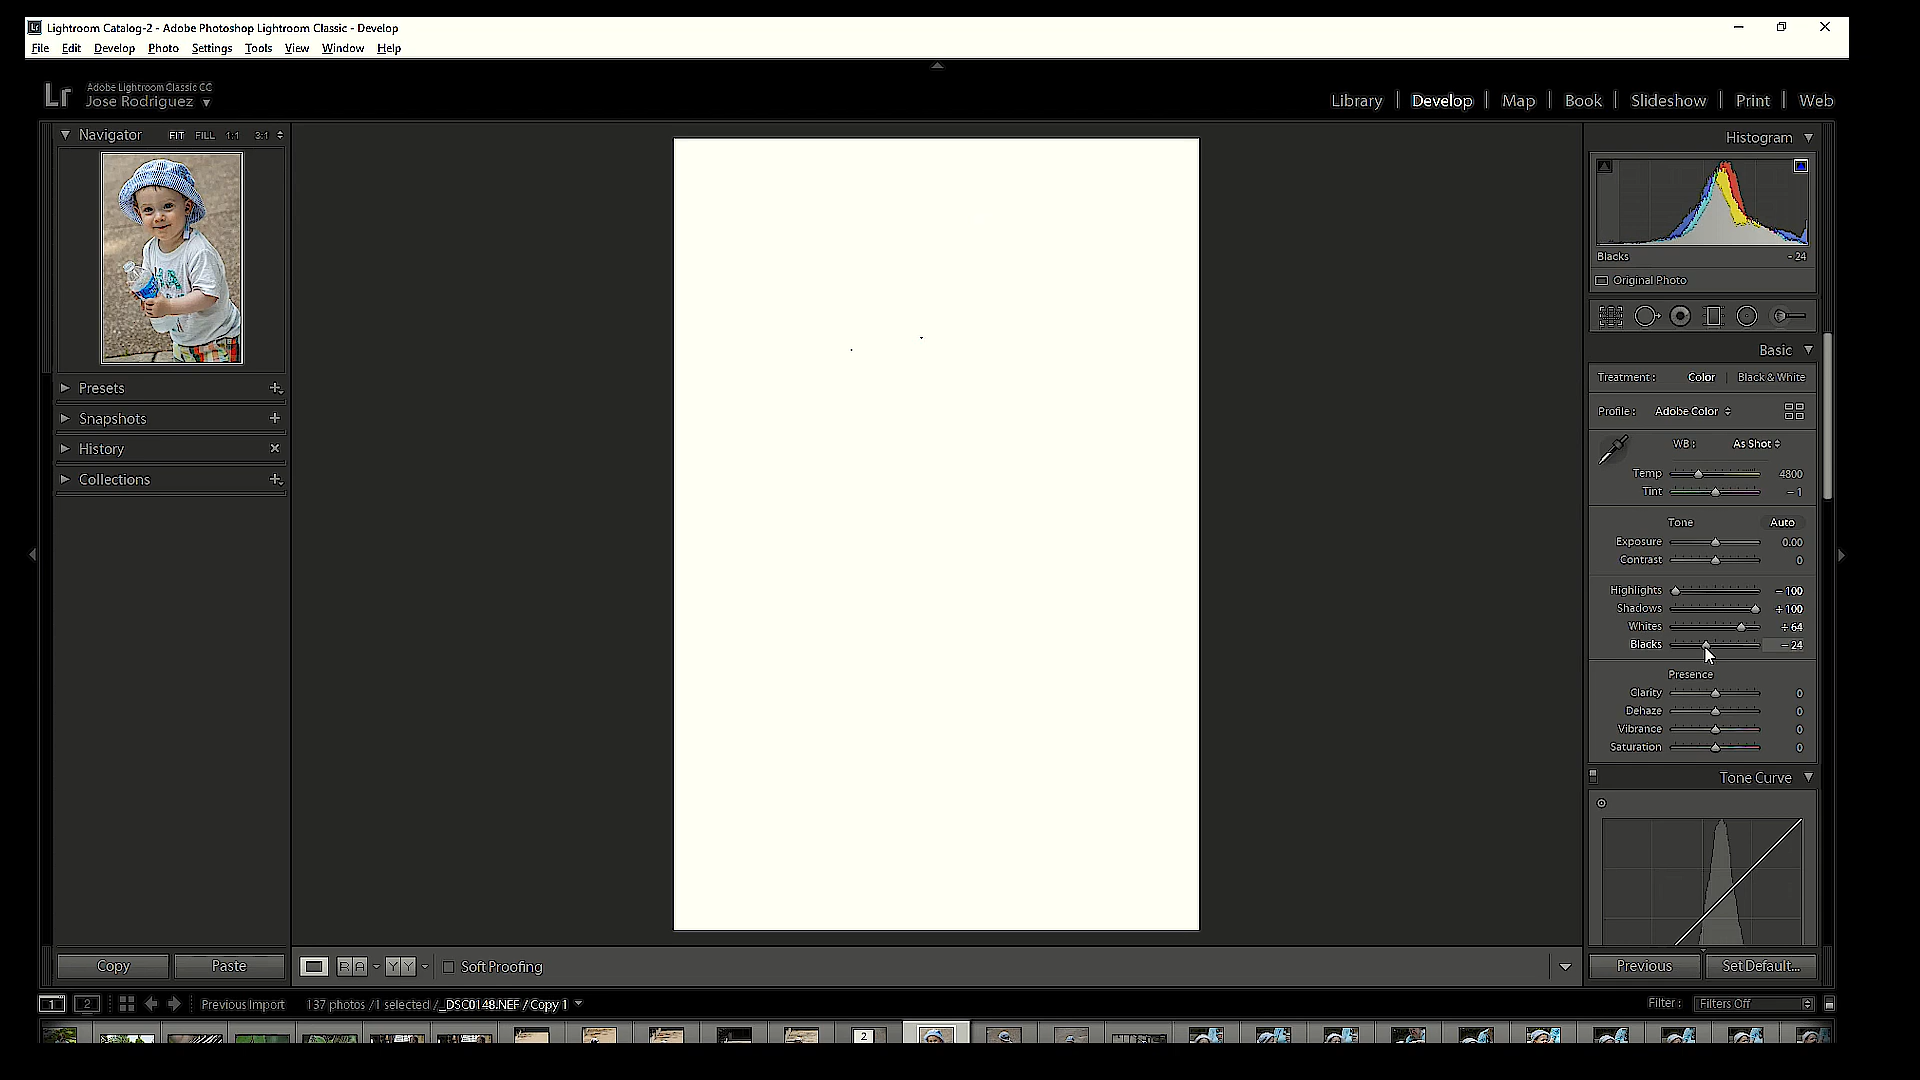 Lightroom Catalog-2 - Adobe Photoshop Lightroom Classic - Develop
File Edit Develop Photo Settings Tools View Window Help
Lr Adobe Lightroom Classic CC
Jose Rodriguez
Library | Develop | Map | Book | Slideshow | Print | Web
Navigator FIT FILL 1:1 3:1
Presets
Snapshots
History
Collections
Copy Paste
Histogram
Blacks -24
Original Photo
Basic
Treatment: Color | Black & White
Profile: Adobe Color
WB: As Shot
Temp 4800
Tint -1
Tone Auto
Exposure 0.00
Contrast 0
Highlights -100
Shadows +100
Whites +64
Blacks -24
Presence
Clarity 0
Dehaze 0
Vibrance 0
Saturation 0
Tone Curve
RA YY Soft Proofing
Previous Set Default...
1 2 Previous Import 137 photos / 1 selected / _DSC0148.NEF / Copy 1
Filter: Filters Off
2